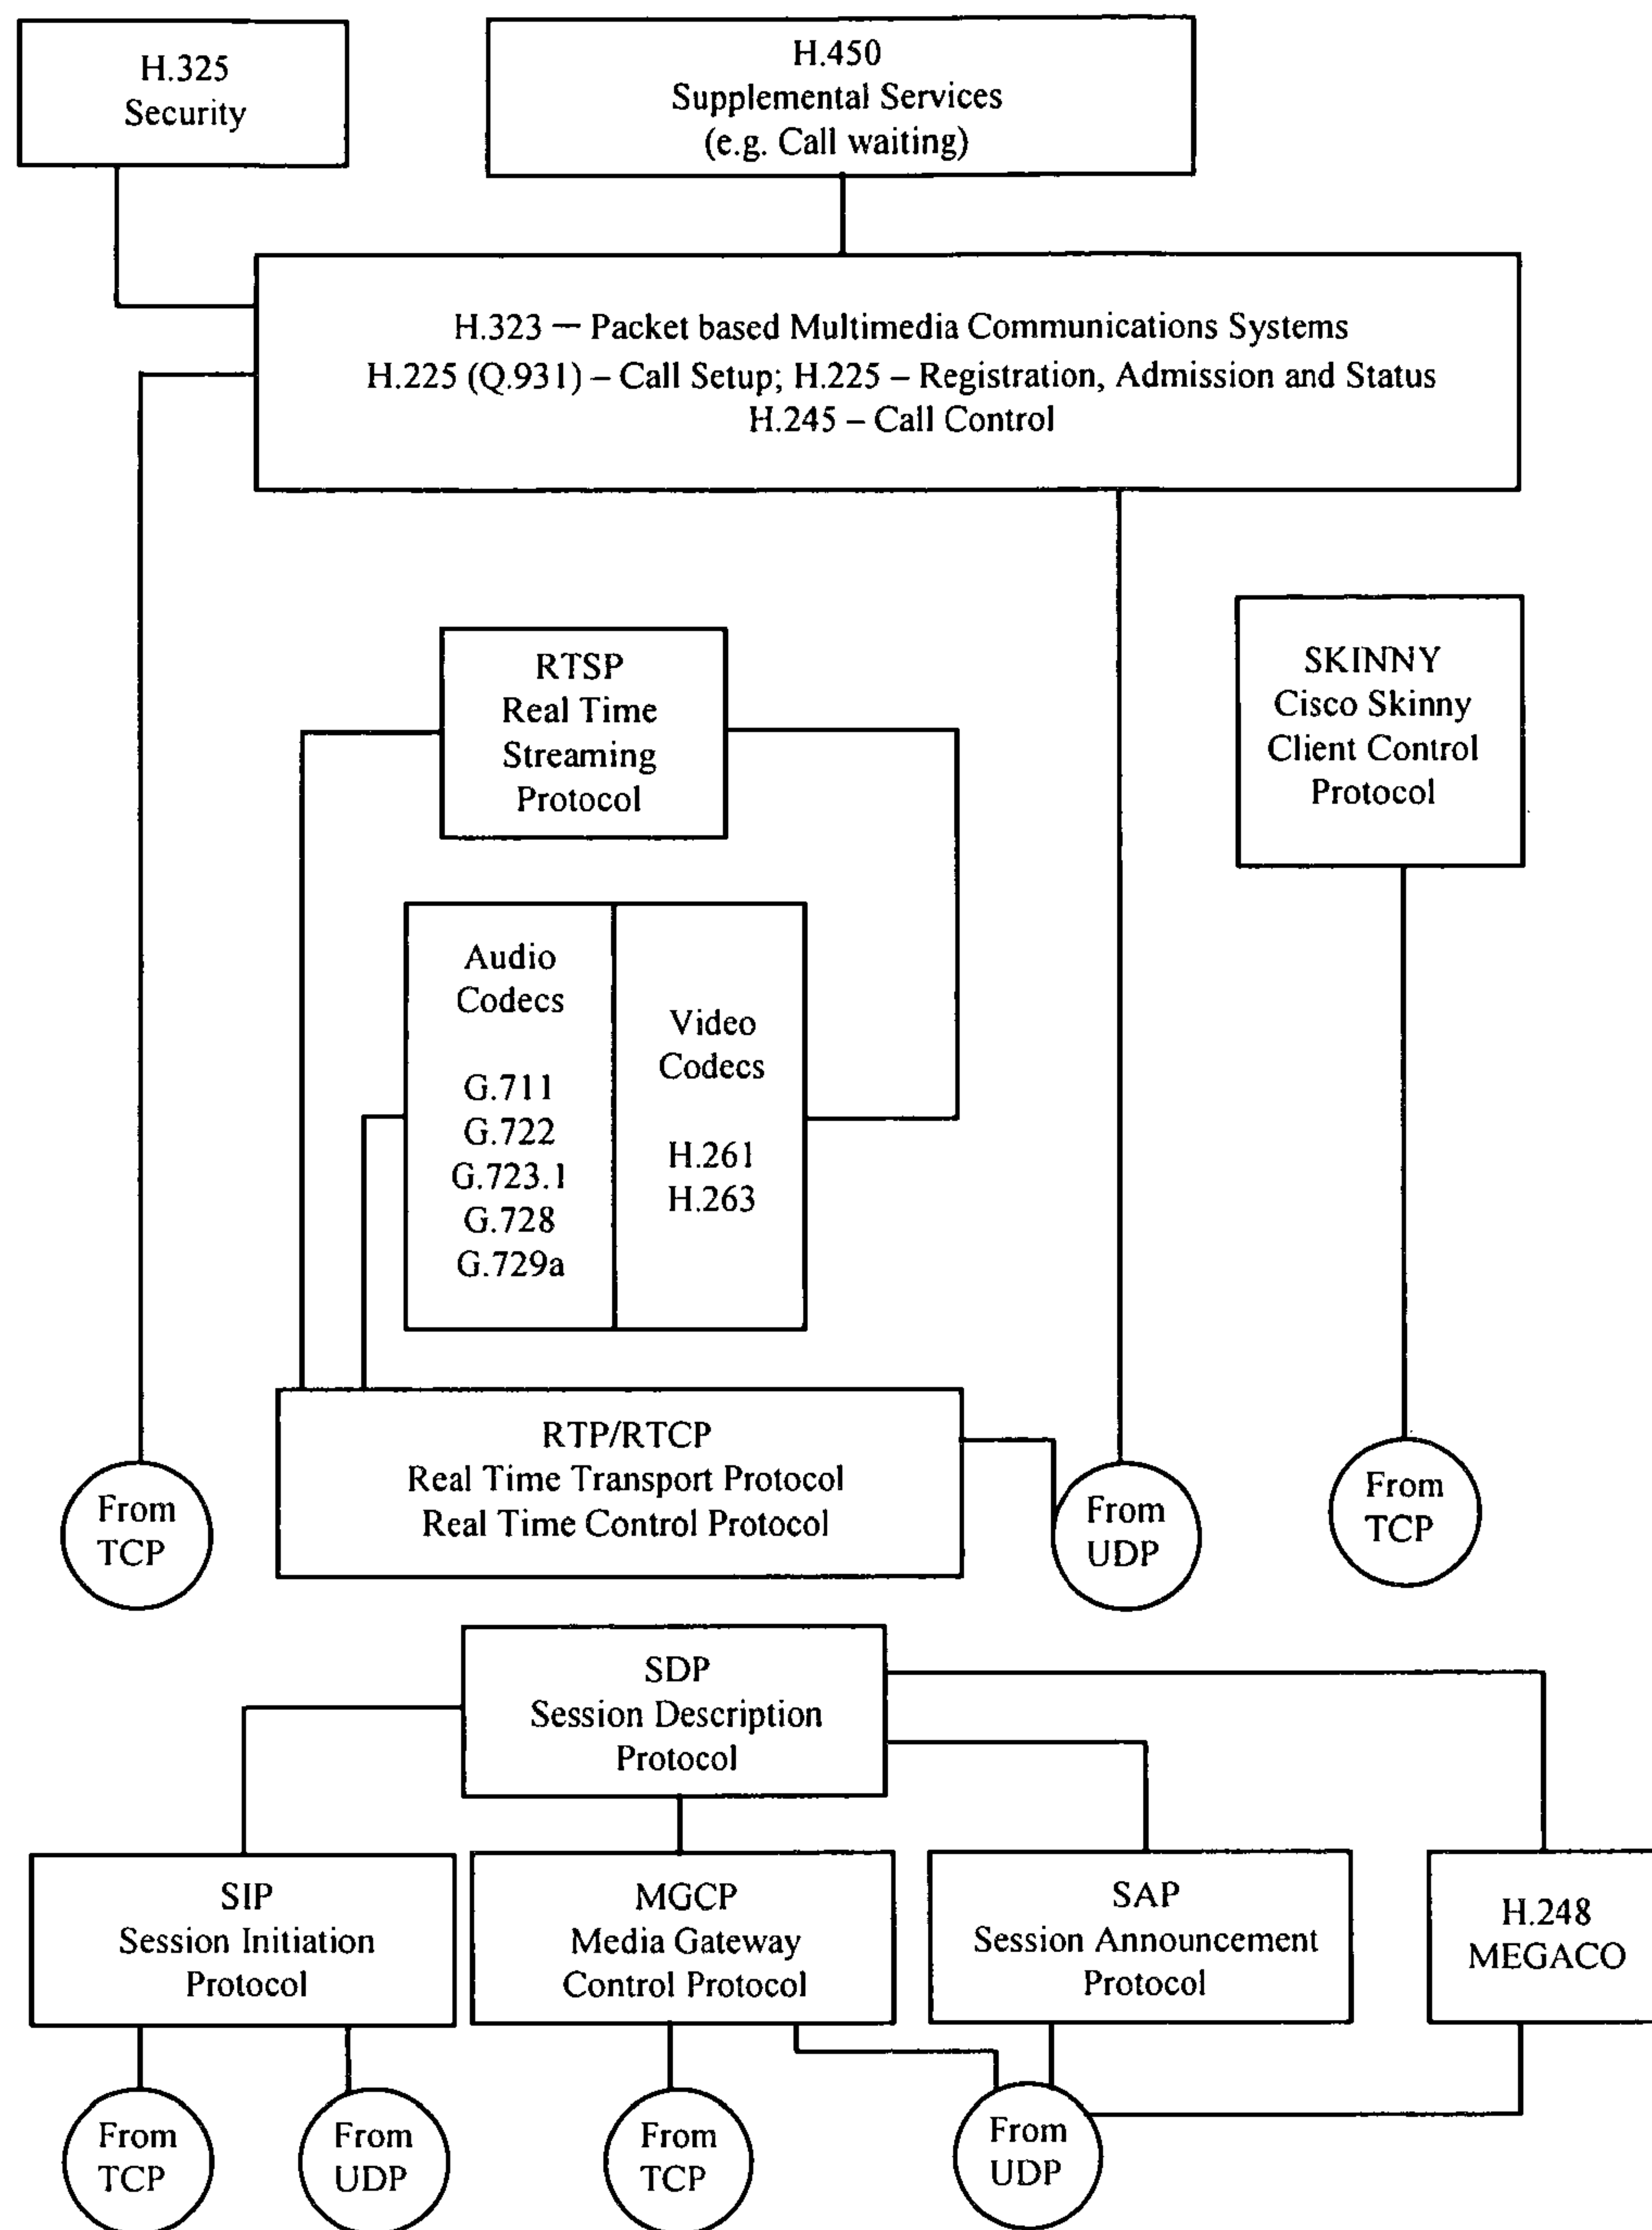 H.325
Security
H.450
Supplemental Services
(e.g. Call waiting)
H.323 — Packet based Multimedia Communications Systems
H.225 (Q.931) – Call Setup; H.225 – Registration, Admission and Status
H.245 – Call Control
RTSP
Real Time
Streaming
Protocol
SKINNY
Cisco Skinny
Client Control
Protocol
Audio
Codecs
G.711
G.722
G.723.1
G.728
G.729a
Video
Codecs
H.261
H.263
From
TCP
RTP/RTCP
Real Time Transport Protocol
Real Time Control Protocol
From
UDP
From
TCP
SDP
Session Description
Protocol
SIP
Session Initiation
Protocol
MGCP
Media Gateway
Control Protocol
SAP
Session Announcement
Protocol
H.248
MEGACO
From
TCP
From
UDP
From
TCP
From
UDP